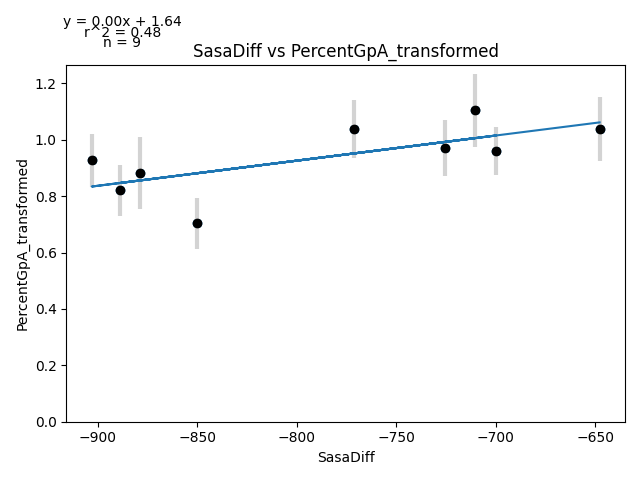 y = 0.00x + 1.64
r^2 = 0.48
n = 9
SasaDiff vs PercentGpA_transformed
PercentGpA_transformed
1.2
1.0
0.8
0.6
0.4
0.2
0.0
−900
−850
−800
−750
−700
−650
SasaDiff